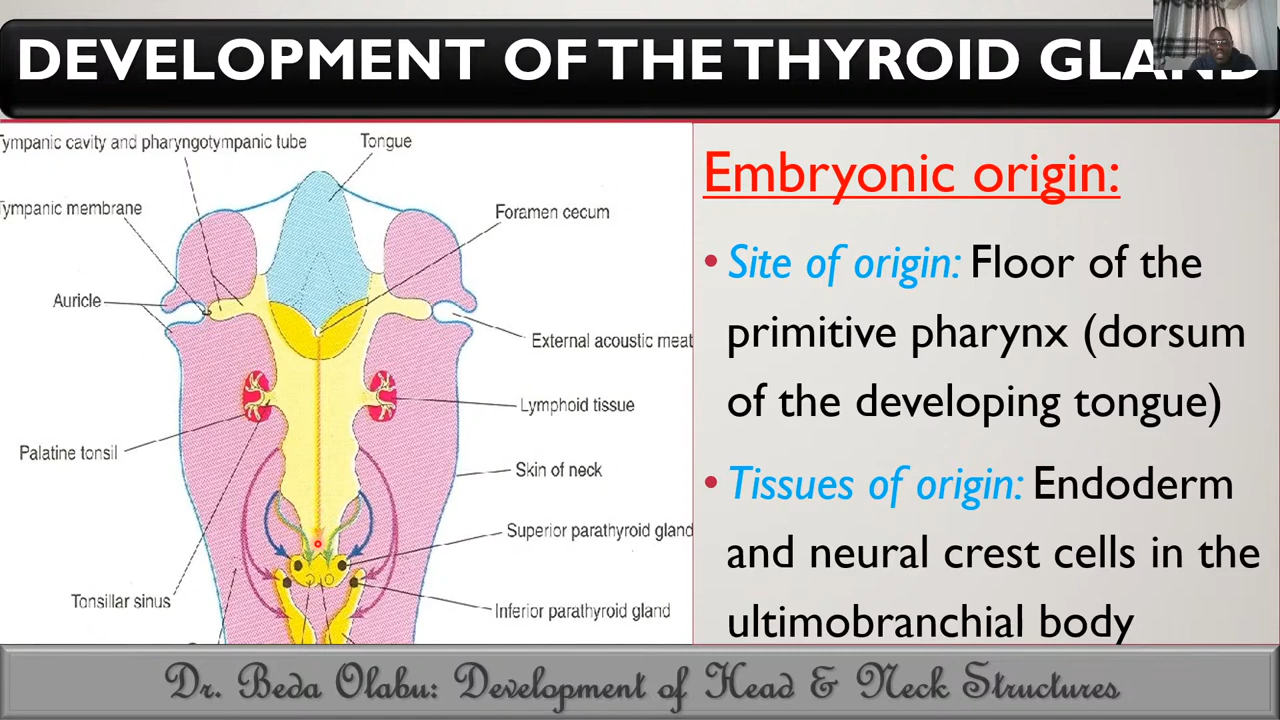 DEVELOPMENT OF THE THYROID GLAND
Tympanic cavity and pharyngotympanic tube
Tongue
Tympanic membrane
Foramen cecum
Auricle
External acoustic meat
Lymphoid tissue
Palatine tonsil
Skin of neck
Superior parathyroid gland
Tonsillar sinus
Inferior parathyroid gland
Embryonic origin:
• Site of origin: Floor of the
primitive pharynx (dorsum
of the developing tongue)
• Tissues of origin: Endoderm
and neural crest cells in the
ultimobranchial body
Dr. Beda Olabu: Development of Head & Neck Structures